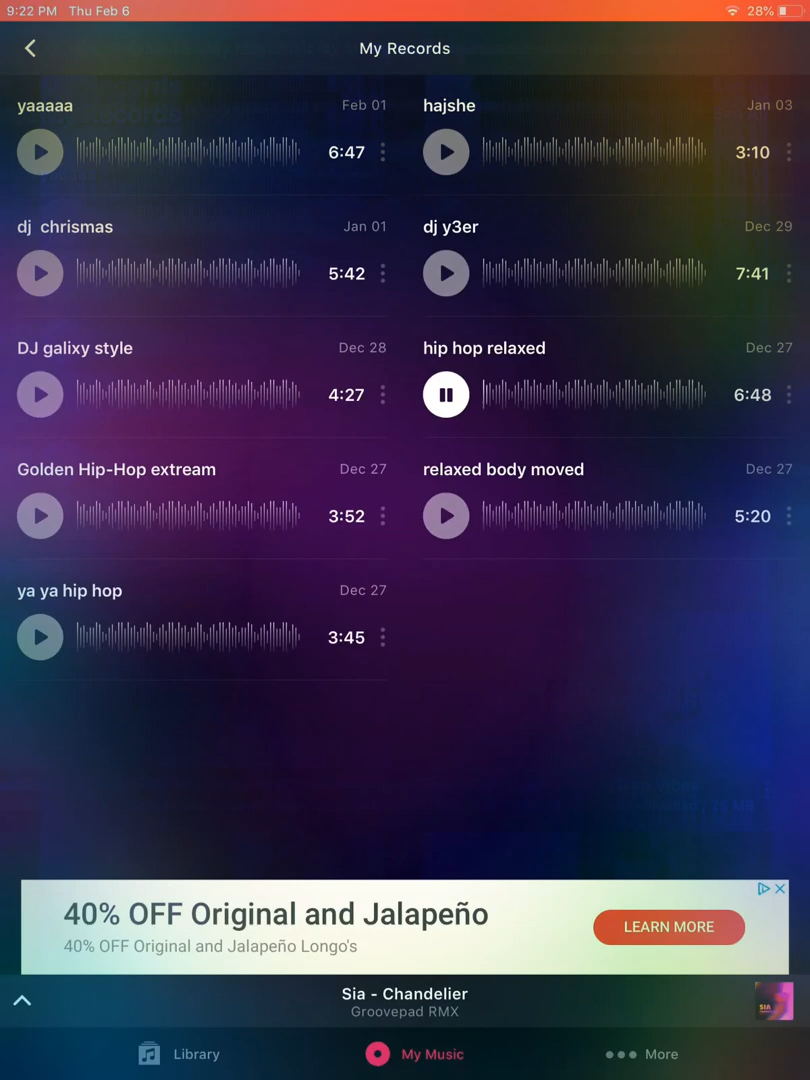 9:22 PM Thu Feb 6
28%
My Records
yaaaaa Feb 01
6:47
hajshe Jan 03
3:10
dj chrismas Jan 01
5:42
dj y3er Dec 29
7:41
DJ galixy style Dec 28
4:27
hip hop relaxed Dec 27
6:48
Golden Hip-Hop extream Dec 27
3:52
relaxed body moved Dec 27
5:20
ya ya hip hop Dec 27
3:45
40% OFF Original and Jalapeño
40% OFF Original and Jalapeño Longo's
LEARN MORE
Sia - Chandelier
Groovepad RMX
SIA
Library
My Music
More